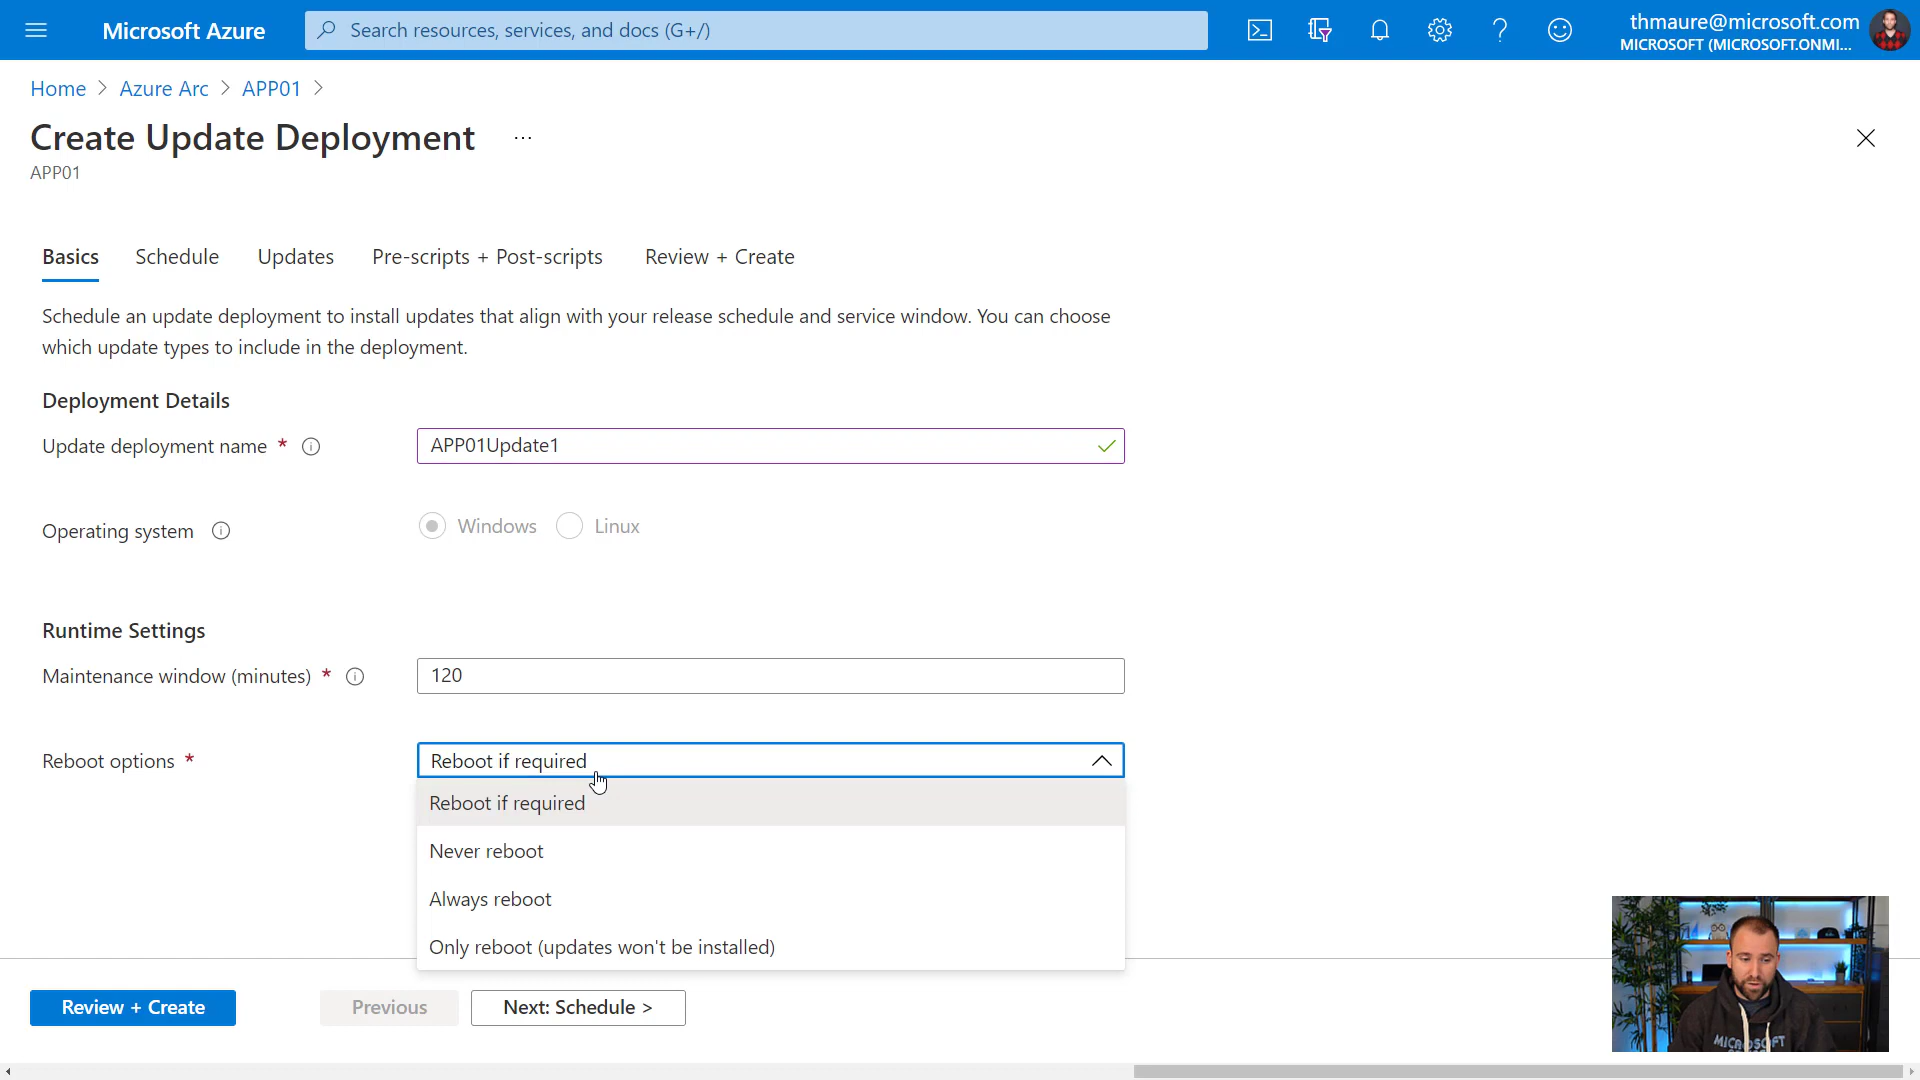 Microsoft Azure
Search resources, services, and docs (G+/)
thmaure@microsoft.com
MICROSOFT (MICROSOFT.ONMI...
Home > Azure Arc > APP01 >
Create Update Deployment ...
APP01
Basics
Schedule
Updates
Pre-scripts + Post-scripts
Review + Create
Schedule an update deployment to install updates that align with your release schedule and service window. You can choose
which update types to include in the deployment.
Deployment Details
Update deployment name *
APP01Update1
Operating system
Windows
Linux
Runtime Settings
Maintenance window (minutes) *
120
Reboot options *
Reboot if required
Reboot if required
Never reboot
Always reboot
Only reboot (updates won't be installed)
Review + Create
Previous
Next: Schedule >
MICROSOFT